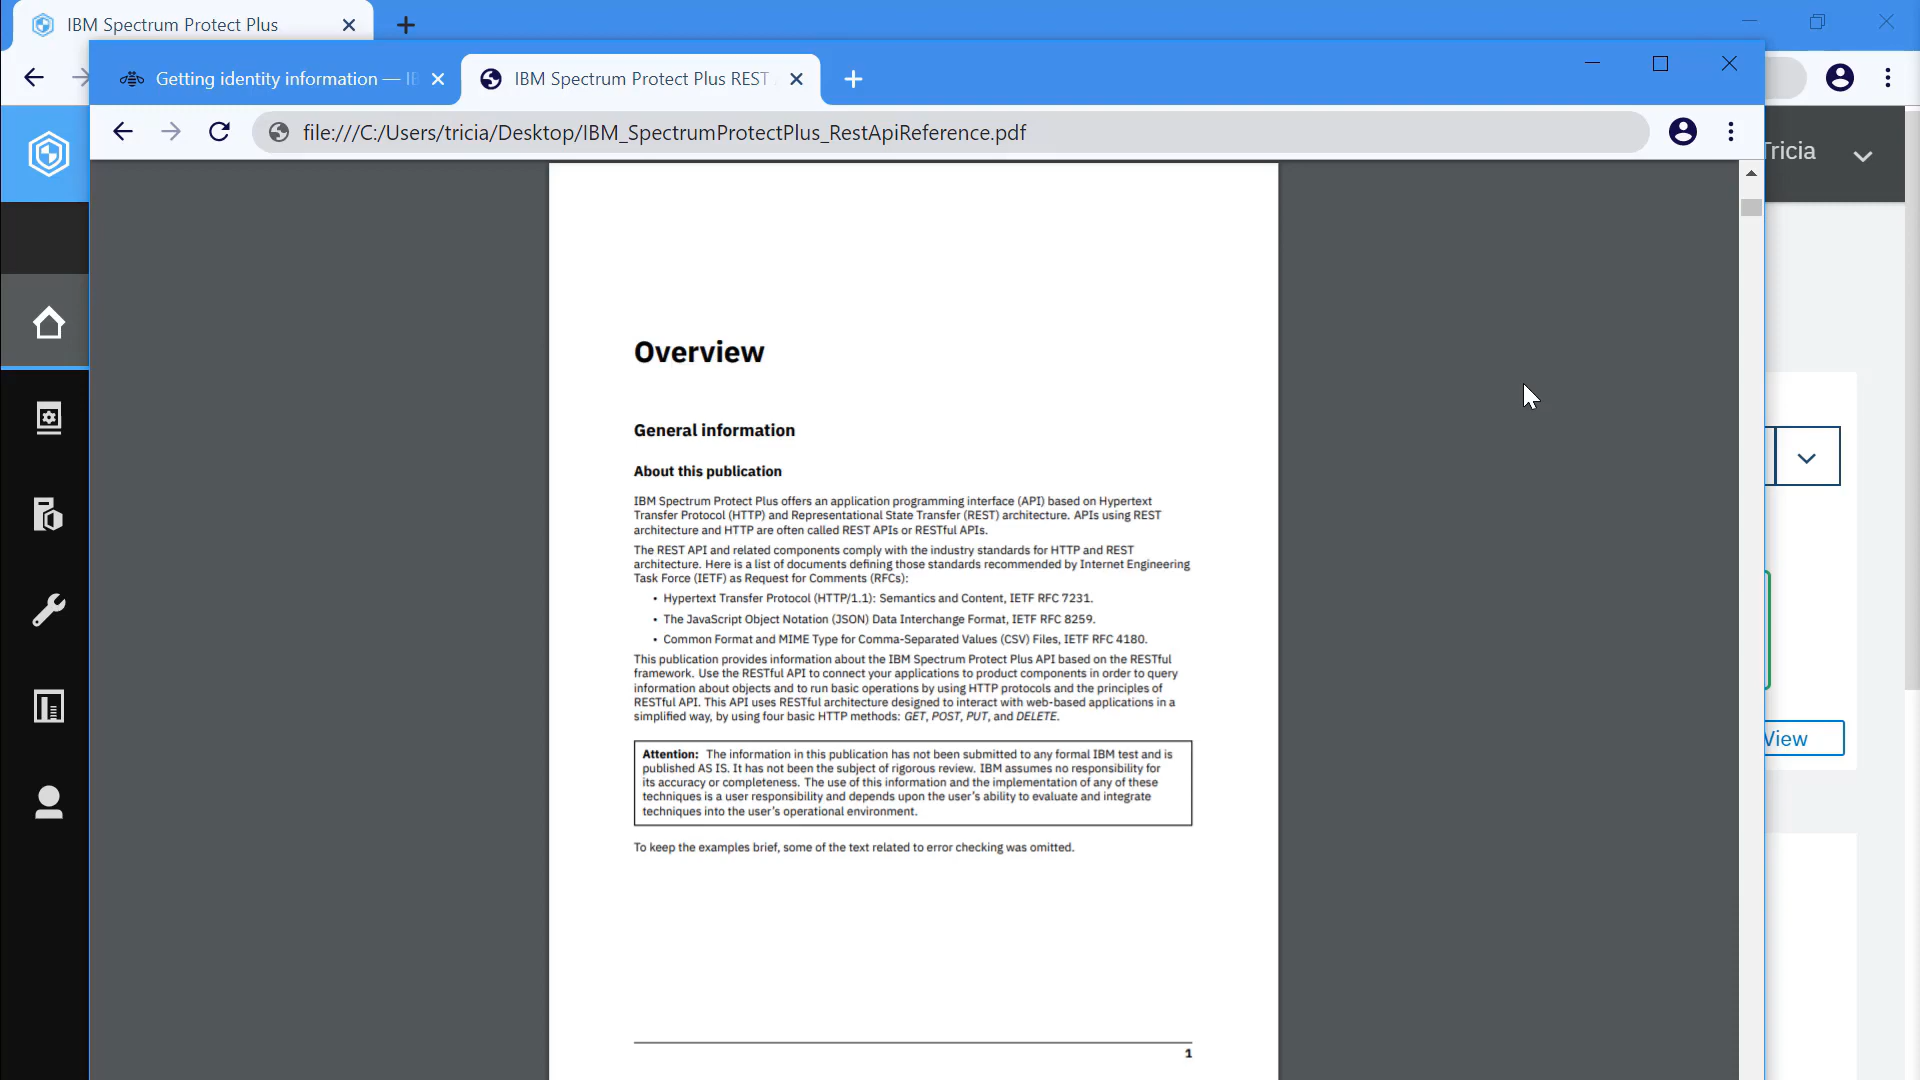 IBM Spectrum Protect Plus
Getting identity information — IB
IBM Spectrum Protect Plus REST
file:///C:/Users/tricia/Desktop/IBM_SpectrumProtectPlus_RestApiReference.pdf
Tricia
Overview
General information
About this publication
IBM Spectrum Protect Plus offers an application programming interface (API) based on Hypertext
Transfer Protocol (HTTP) and Representational State Transfer (REST) architecture. APIs using REST
architecture and HTTP are often called REST APIs or RESTful APIs.
The REST API and related components comply with the industry standards for HTTP and REST
architecture. Here is a list of documents defining those standards recommended by Internet Engineering
Task Force (IETF) as Request for Comments (RFCs):
• Hypertext Transfer Protocol (HTTP/1.1): Semantics and Content, IETF RFC 7231.
• The JavaScript Object Notation (JSON) Data Interchange Format, IETF RFC 8259.
• Common Format and MIME Type for Comma-Separated Values (CSV) Files, IETF RFC 4180.
This publication provides information about the IBM Spectrum Protect Plus API based on the RESTful
framework. Use the RESTful API to connect your applications to product components in order to query
information about objects and to run basic operations by using HTTP protocols and the principles of
RESTful API. This API uses RESTful architecture designed to interact with web-based applications in a
simplified way, by using four basic HTTP methods: GET, POST, PUT, and DELETE.
Attention: The information in this publication has not been submitted to any formal IBM test and is
published AS IS. It has not been the subject of rigorous review. IBM assumes no responsibility for
its accuracy or completeness. The use of this information and the implementation of any of these
techniques is a user responsibility and depends upon the user's ability to evaluate and integrate
techniques into the user's operational environment.
View
To keep the examples brief, some of the text related to error checking was omitted.
1